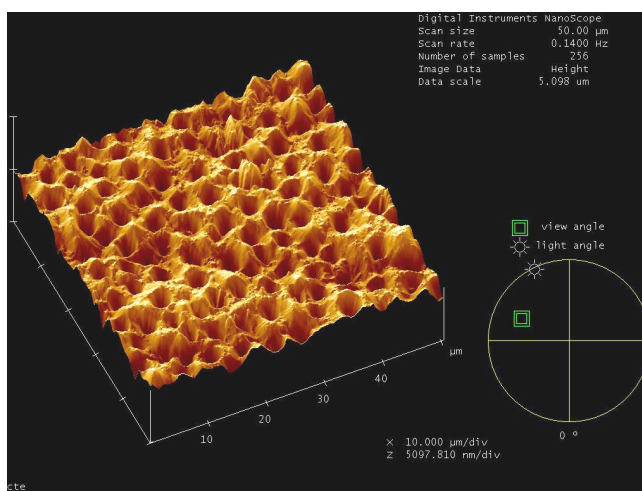 Digital Instruments NanoScope
Scan size 50.00 µm
Scan rate 0.1400 Hz
Number of samples 256
Image Data Height
Data scale 5.098 um
view angle
light angle
µm
40
30
20
10
X 10.000 µm/div
Z 5097.810 nm/div
0 º
cte